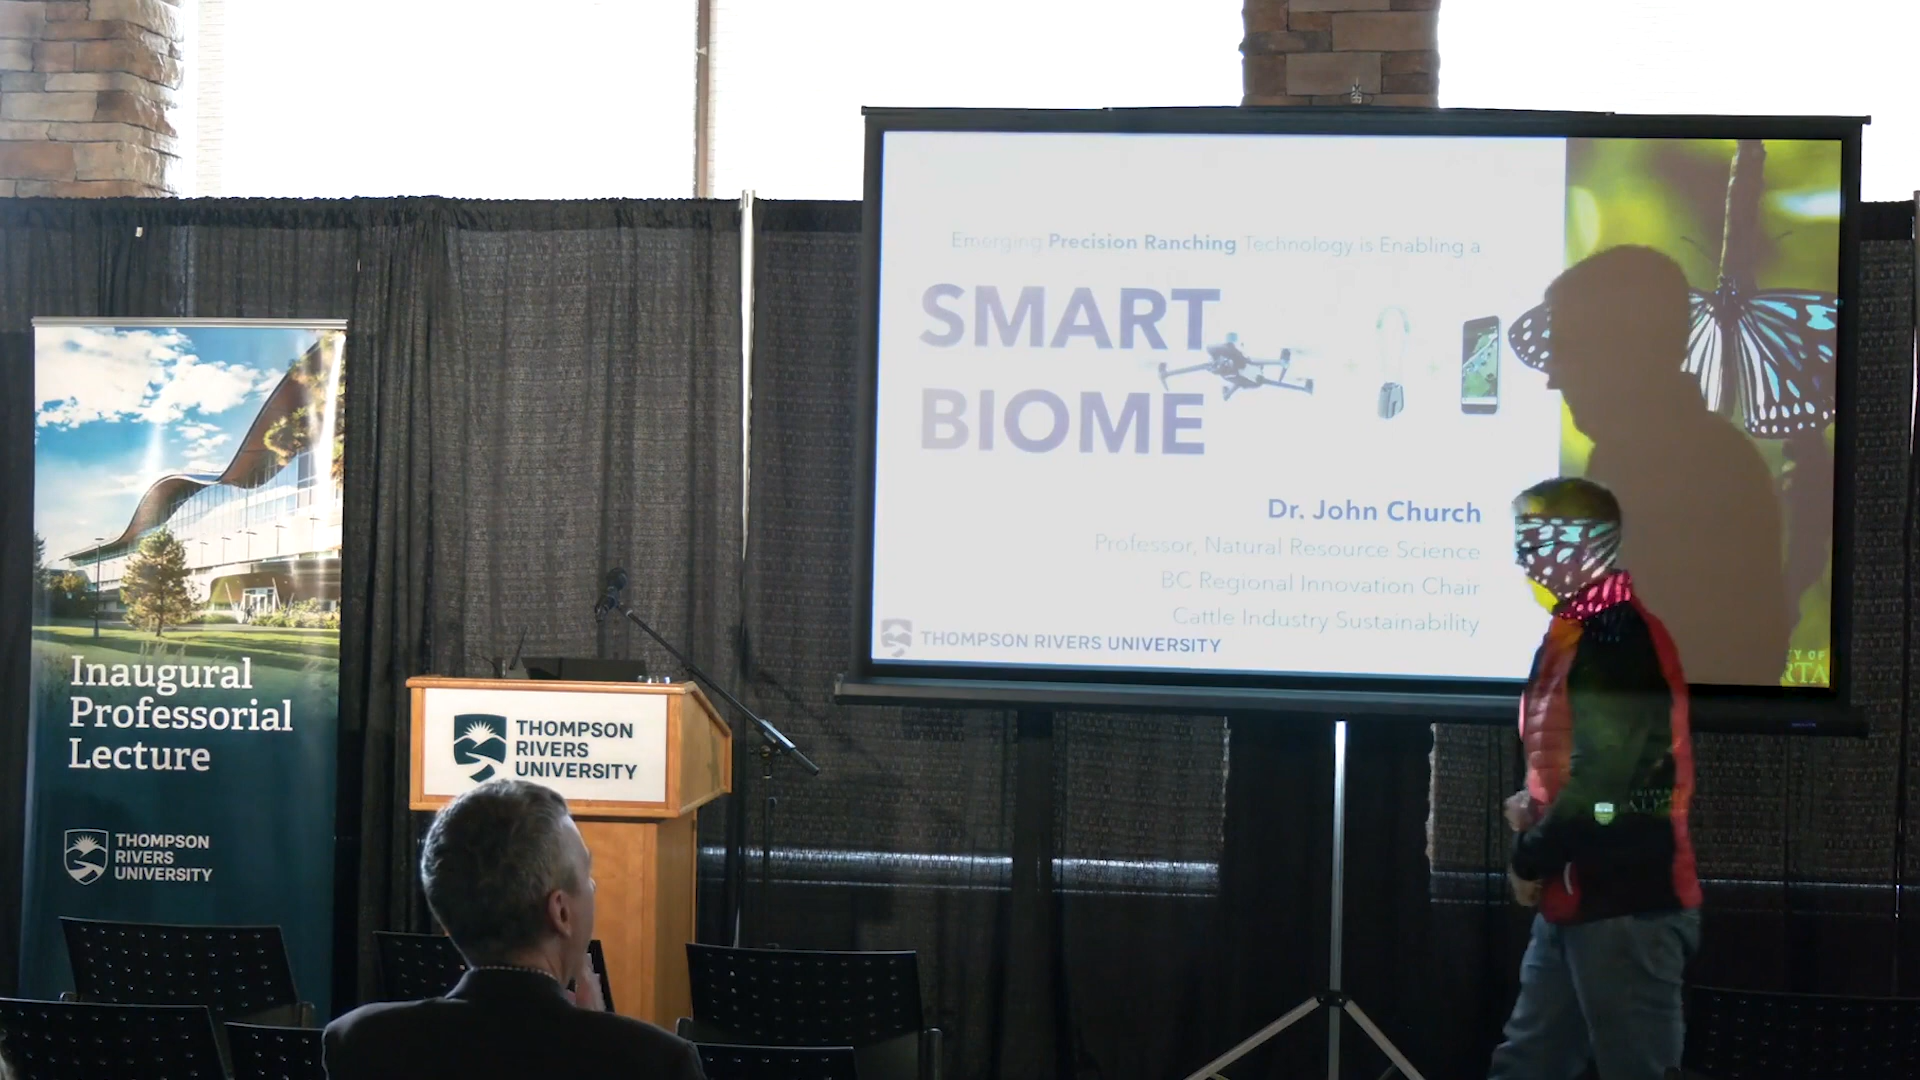 Emerging Precision Ranching Technology is Enabling a
SMART
BIOME
Dr. John Church
Professor, Natural Resource Science
BC Regional Innovation Chair
Cattle Industry Sustainability
THOMPSON RIVERS UNIVERSITY
Inaugural
Professorial
Lecture
THOMPSON
RIVERS
UNIVERSITY
THOMPSON
RIVERS
UNIVERSITY